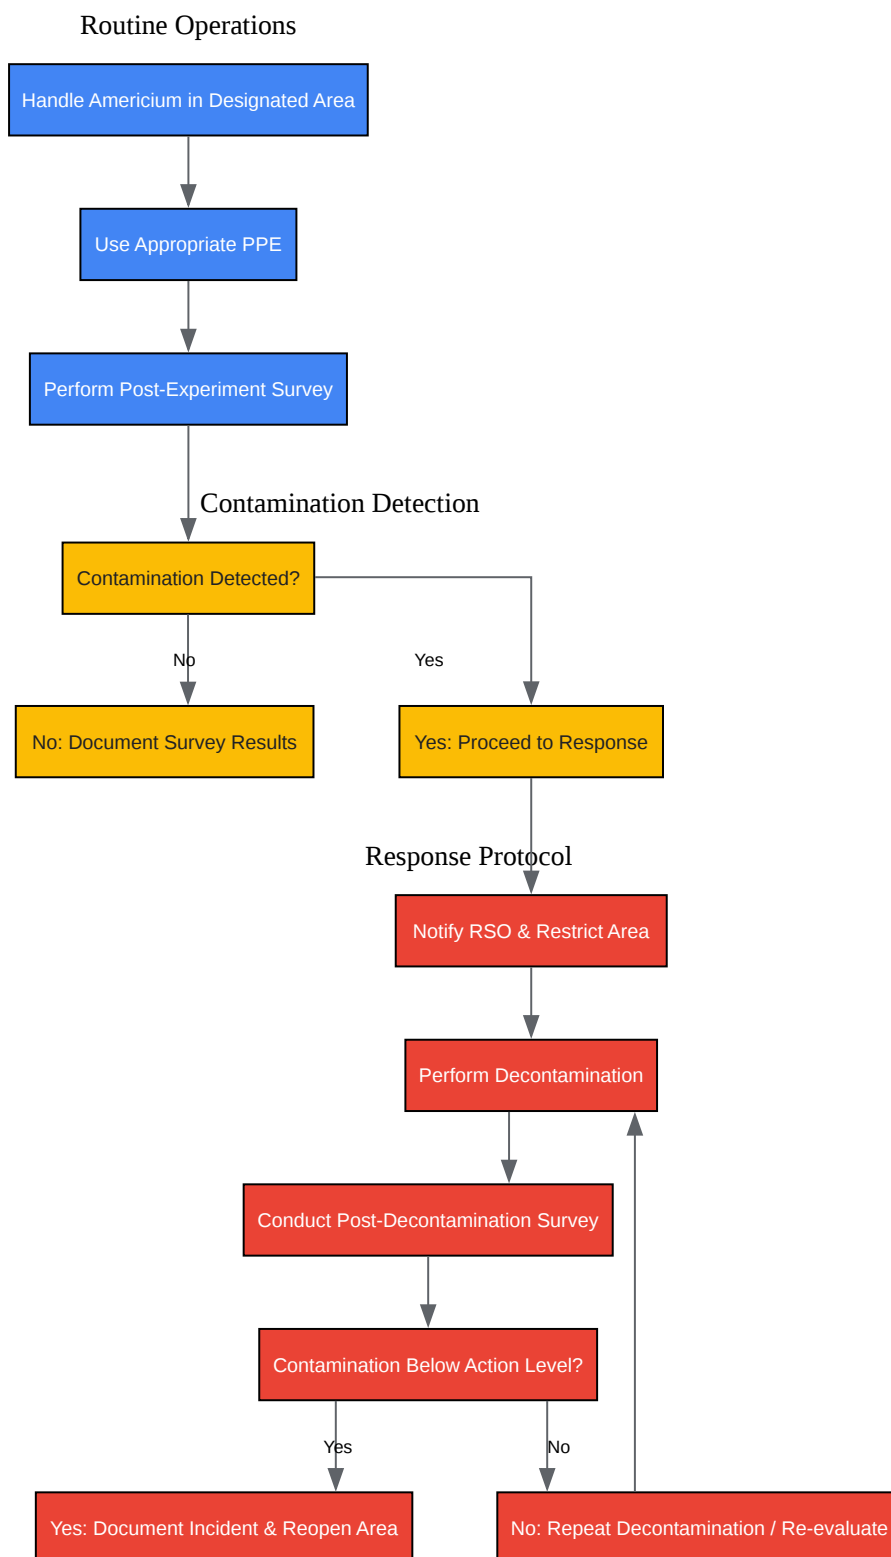 Routine Operations
Handle Americium in Designated Area
Use Appropriate PPE
Perform Post-Experiment Survey
Contamination Detection
Contamination Detected?
No
Yes
No: Document Survey Results
Yes: Proceed to Response
Response Protocol
Notify RSO & Restrict Area
Perform Decontamination
Conduct Post-Decontamination Survey
Contamination Below Action Level?
Yes
No
Yes: Document Incident & Reopen Area
No: Repeat Decontamination / Re-evaluate